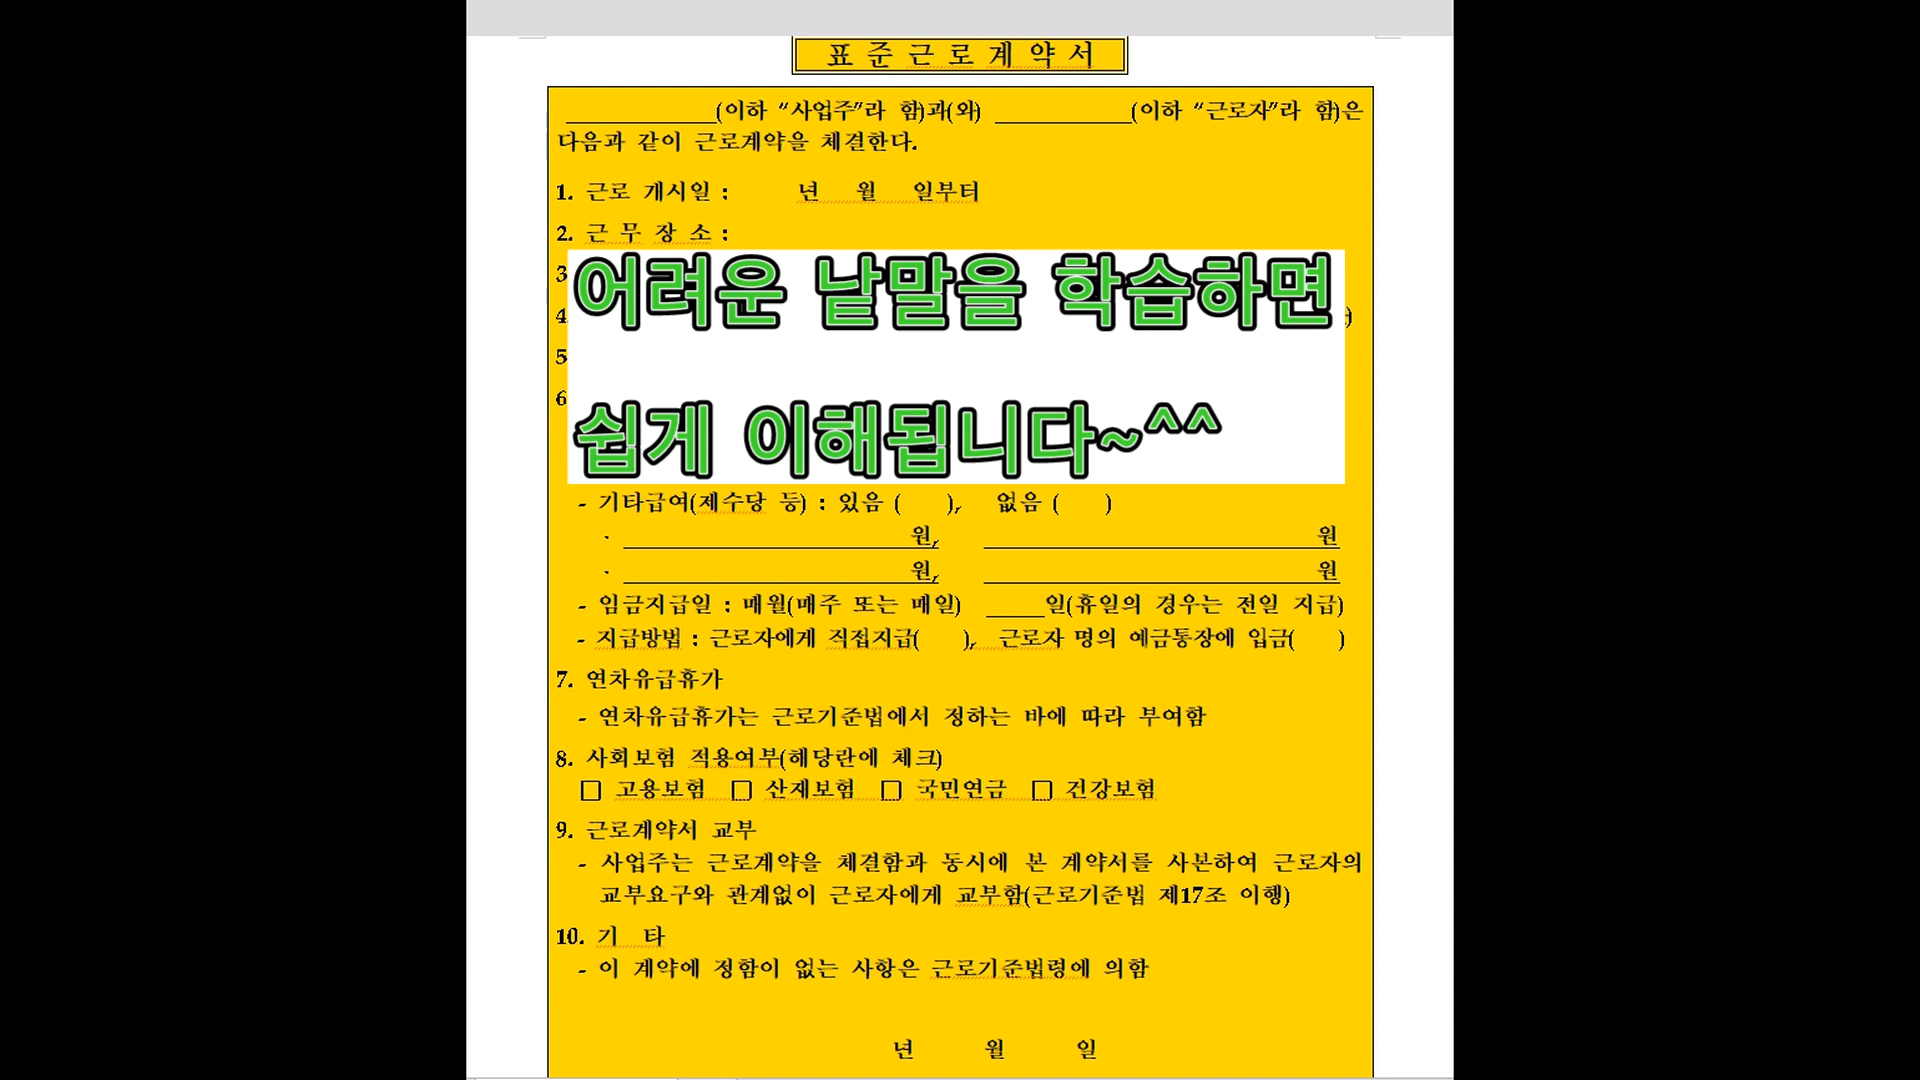 표 준 근 로 계 약 서
(이하 “사업주”라 함)과(와) (이하 “근로자”라 함)은
다음과 같이 근로계약을 체결한다.
1. 근로 개시일 : 년 월 일부터
2. 근 무 장 소 :
3
4
5
6
어려운 낱말을 학습하면
쉽게 이해됩니다~^^
- 기타급여(제수당 등) : 있음 ( ), 없음 ( )
· 원, 원
· 원, 원
- 임금지급일 : 매월(매주 또는 매일) 일(휴일의 경우는 전일 지급)
- 지급방법 : 근로자에게 직접지급( ), 근로자 명의 예금통장에 입금( )
7. 연차유급휴가
- 연차유급휴가는 근로기준법에서 정하는 바에 따라 부여함
8. 사회보험 적용여부(해당란에 체크)
□ 고용보험 □ 산재보험 □ 국민연금 □ 건강보험
9. 근로계약서 교부
- 사업주는 근로계약을 체결함과 동시에 본 계약서를 사본하여 근로자의
교부요구와 관계없이 근로자에게 교부함(근로기준법 제17조 이행)
10. 기 타
- 이 계약에 정함이 없는 사항은 근로기준법령에 의함
년 월 일